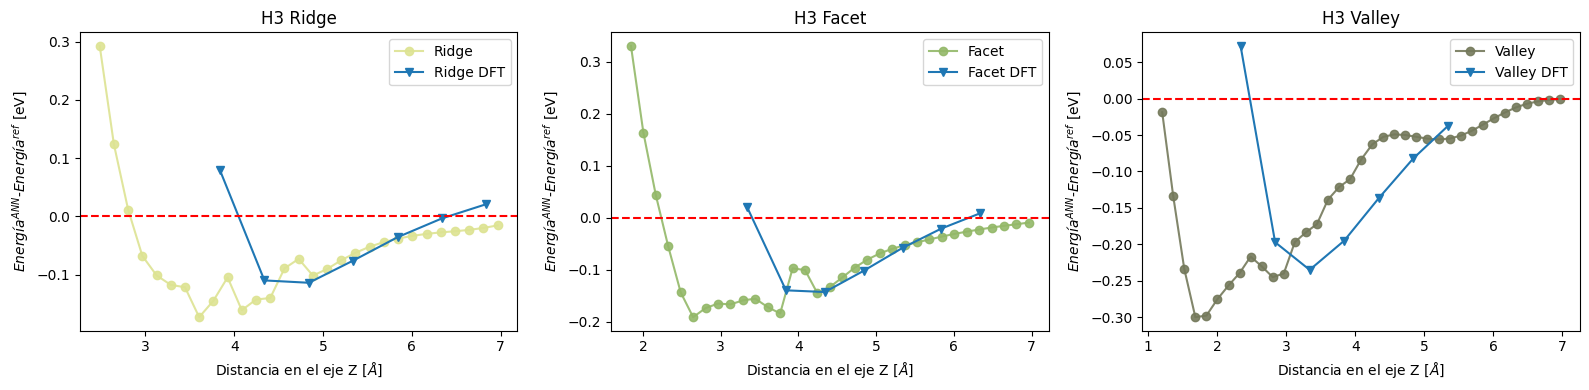 H3 Ridge
Energía^ANN-Energía^ref [eV]
0.3
0.2
0.1
0.0
−0.1
3 4 5 6 7
Distancia en el eje Z [Å]
Ridge
Ridge DFT
H3 Facet
Energía^ANN-Energía^ref [eV]
0.3
0.2
0.1
0.0
−0.1
−0.2
2 3 4 5 6 7
Distancia en el eje Z [Å]
Facet
Facet DFT
H3 Valley
Energía^ANN-Energía^ref [eV]
0.05
0.00
−0.05
−0.10
−0.15
−0.20
−0.25
−0.30
1 2 3 4 5 6 7
Distancia en el eje Z [Å]
Valley
Valley DFT